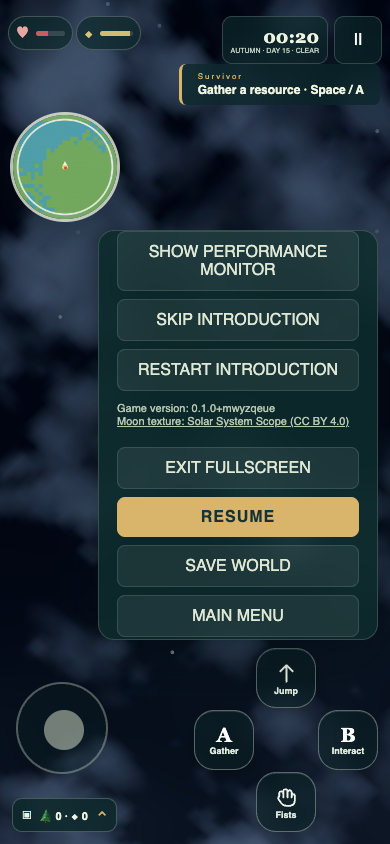 00:20
AUTUMN · DAY 15 · CLEAR
Survivor
Gather a resource · Space / A
SHOW PERFORMANCE
MONITOR
SKIP INTRODUCTION
RESTART INTRODUCTION
Game version: 0.1.0+mwyzqeue
Moon texture: Solar System Scope (CC BY 4.0)
EXIT FULLSCREEN
RESUME
SAVE WORLD
MAIN MENU
Jump
A
Gather
B
Interact
Fists
0 · ◆ 0